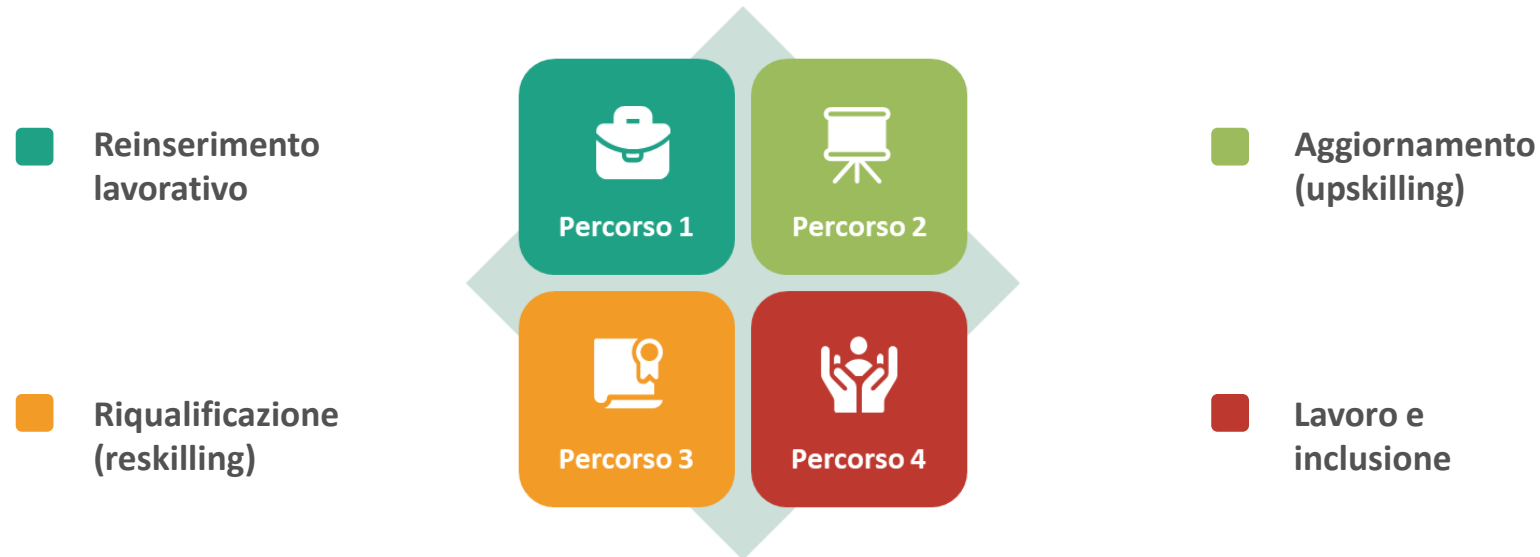 Reinserimento
lavorativo
Percorso 1
Percorso 2
Aggiornamento
(upskilling)
Riqualificazione
(reskilling)
Percorso 3
Percorso 4
Lavoro e
inclusione